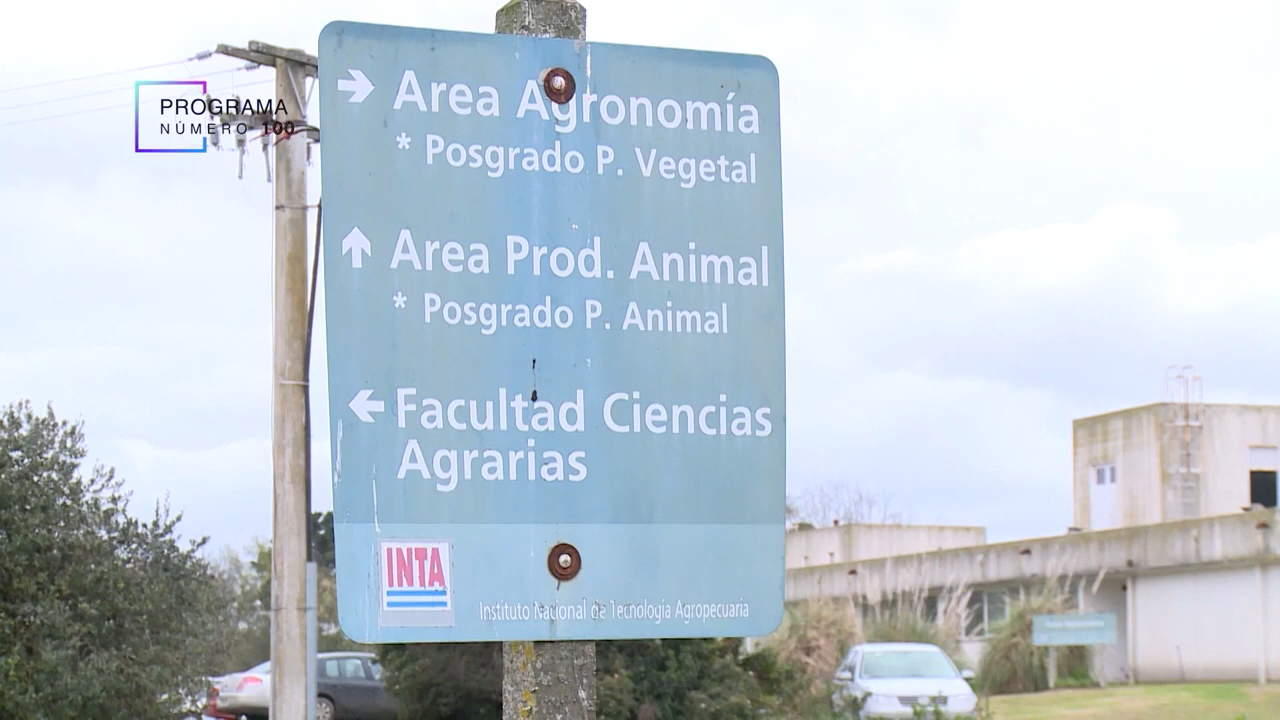 PROGRAMA
NÚMERO 100
Area Agronomía
* Posgrado P. Vegetal
Area Prod. Animal
* Posgrado P. Animal
Facultad Ciencias
Agrarias
INTA
Instituto Nacional de Tecnología Agropecuaria